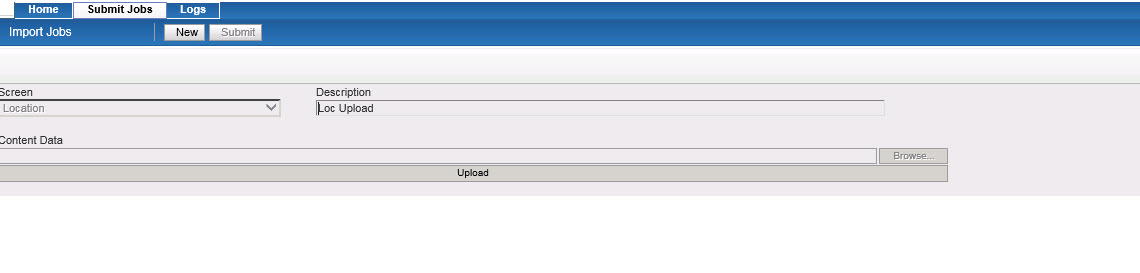 Home Submit Jobs Logs
Import Jobs New Submit
Screen Description
Location Loc Upload
Content Data
Browse...
Upload